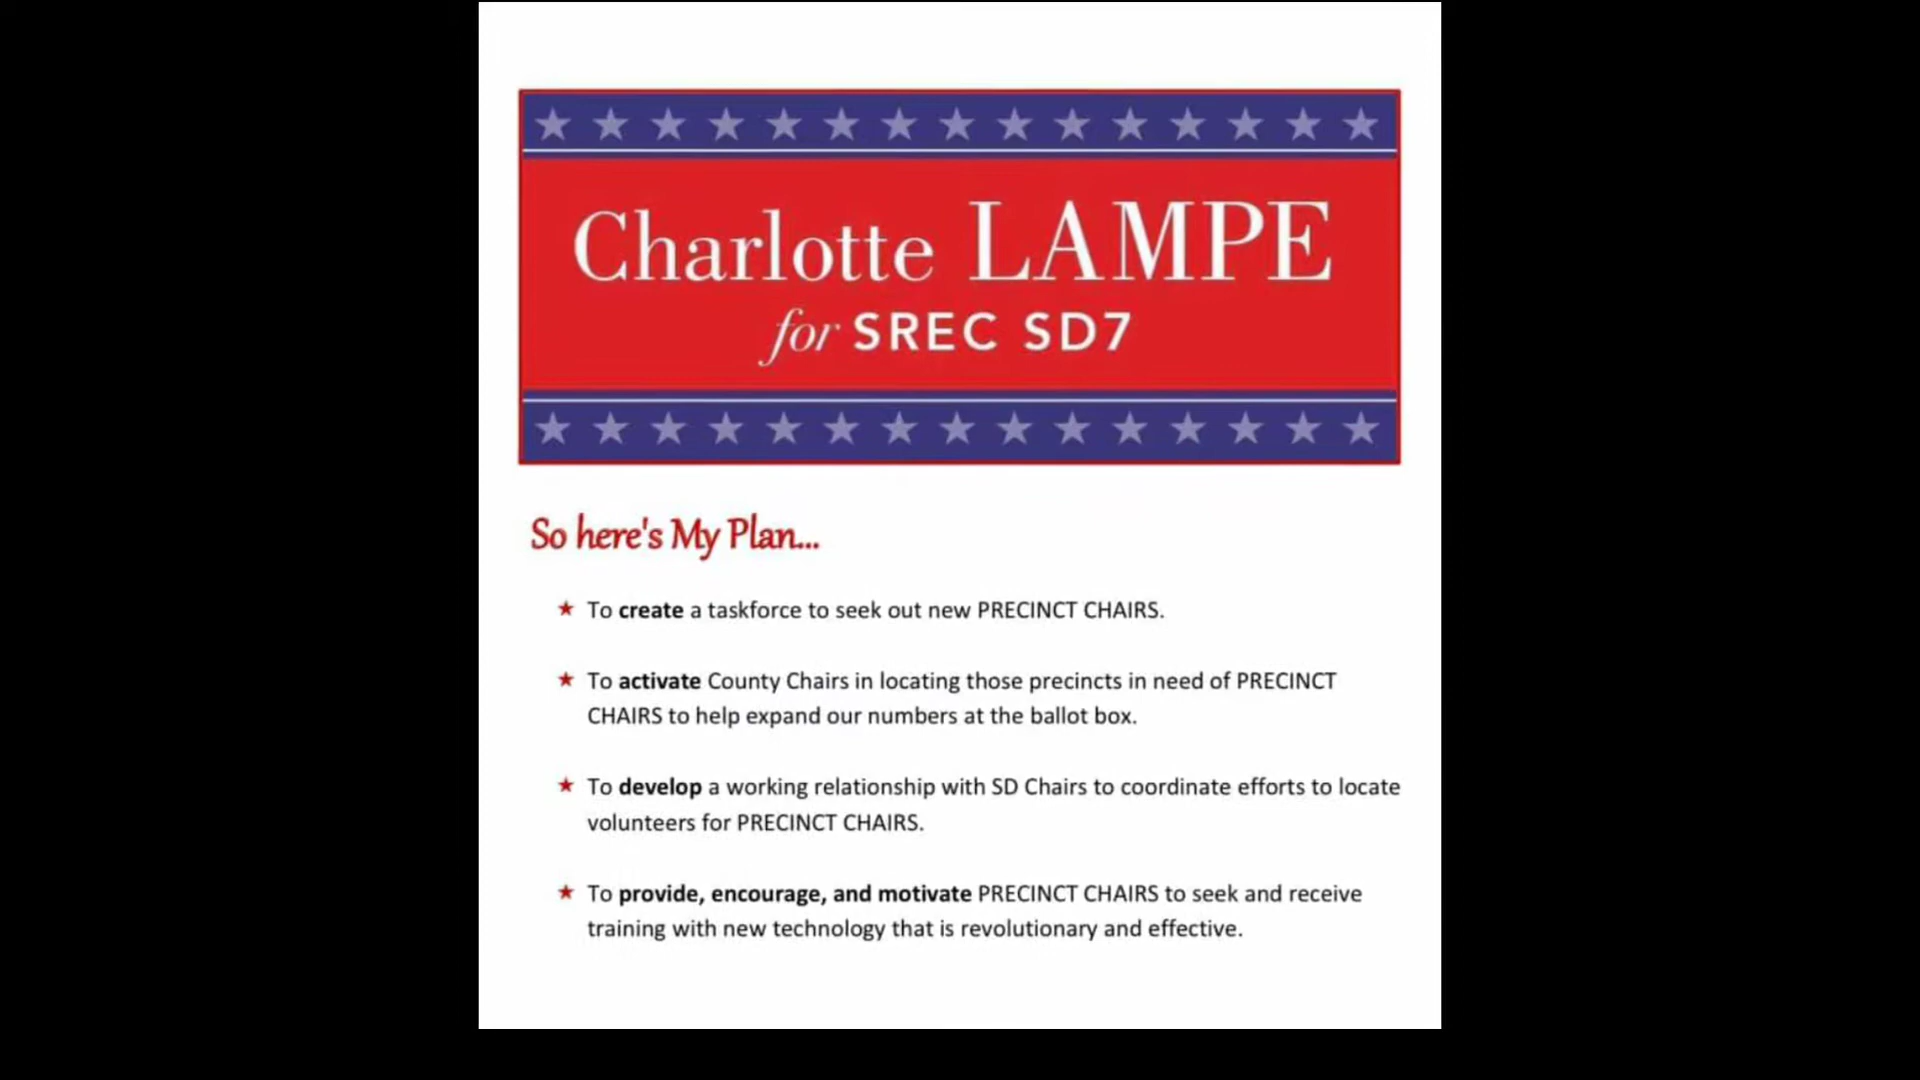 Charlotte LAMPE
for SREC SD7
So here's My Plan...
★ To create a taskforce to seek out new PRECINCT CHAIRS.
★ To activate County Chairs in locating those precincts in need of PRECINCT
CHAIRS to help expand our numbers at the ballot box.
★ To develop a working relationship with SD Chairs to coordinate efforts to locate
volunteers for PRECINCT CHAIRS.
★ To provide, encourage, and motivate PRECINCT CHAIRS to seek and receive
training with new technology that is revolutionary and effective.